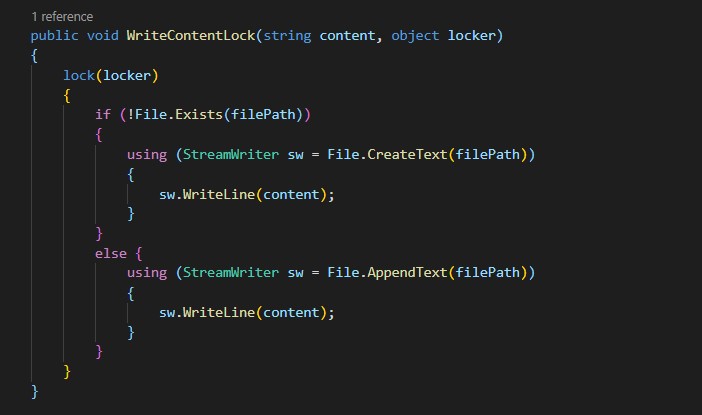 1 reference
public void WriteContentLock(string content, object locker)
{
lock(locker)
{
if (!File.Exists(filePath))
{
using (StreamWriter sw = File.CreateText(filePath))
{
sw.WriteLine(content);
}
}
else {
using (StreamWriter sw = File.AppendText(filePath))
{
sw.WriteLine(content);
}
}
}
}